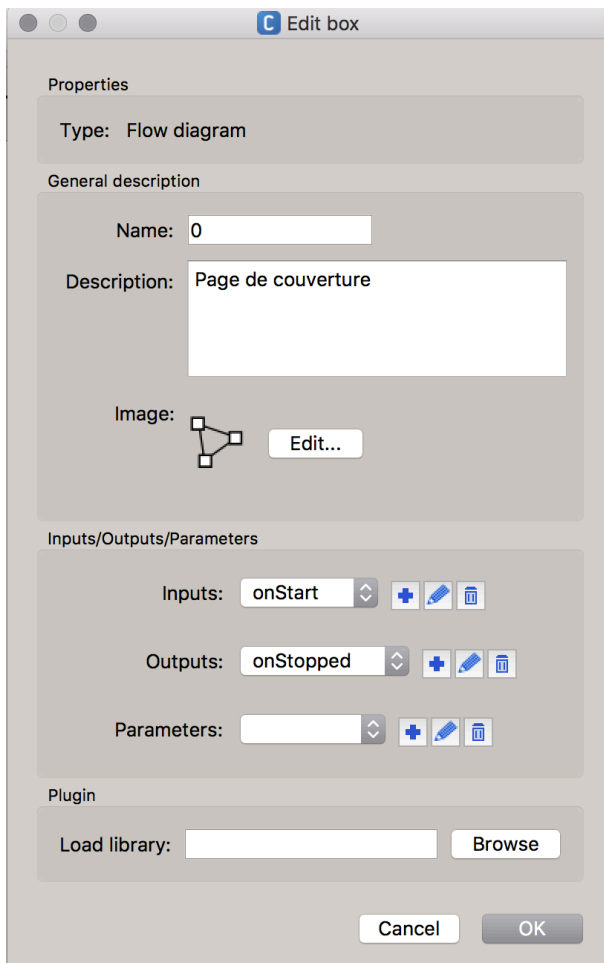 C Edit box
Properties
Type: Flow diagram
General description
Name: 0
Description: Page de couverture
Image: Edit...
Inputs/Outputs/Parameters
Inputs: onStart
Outputs: onStopped
Parameters:
Plugin
Load library: Browse
Cancel OK